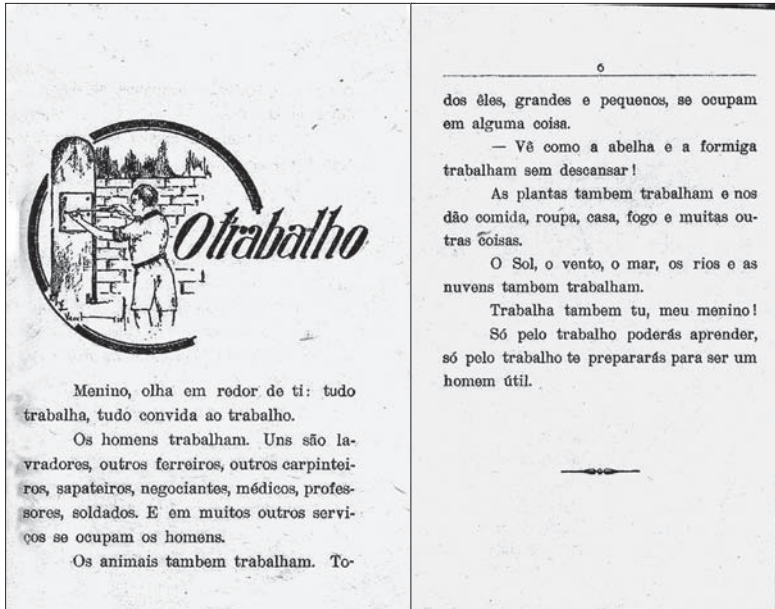 O trabalho
Menino, olha em redor de ti: tudo
trabalha, tudo convida ao trabalho.
Os homens trabalham. Uns são la-
vradores, outros ferreiros, outros carpintei-
ros, sapateiros, negociantes, médicos, profes-
sores, soldados. E em muitos outros servi-
ços se ocupam os homens.
Os animais tambem trabalham. To-
6
dos êles, grandes e pequenos, se ocupam
em alguma coisa.
— Vê como a abelha e a formiga
trabalham sem descansar!
As plantas tambem trabalham e nos
dão comida, roupa, casa, fogo e muitas ou-
tras coisas.
O Sol, o vento, o mar, os rios e as
nuvens tambem trabalham.
Trabalha tambem tu, meu menino!
Só pelo trabalho poderás aprender,
só pelo trabalho te prepararás para ser um
homem útil.